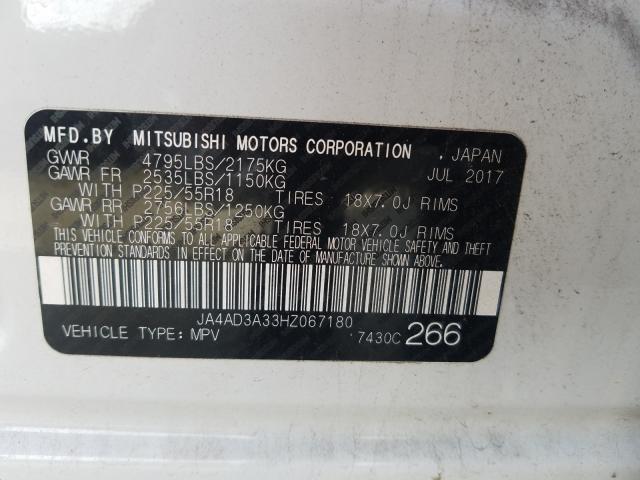 MFD.BY MITSUBISHI MOTORS CORPORATION , JAPAN
GVWR 4795LBS/2175KG JUL 2017
GAWR FR 2535LBS/1150KG
WITH P225/55R18 TIRES 18X7.0J RIMS
GAWR RR 2756LBS/1250KG
WITH P225/55R18 TIRES 18X7.0J RIMS
THIS VEHICLE CONFORMS TO ALL APPLICABLE FEDERAL MOTOR VEHICLE SAFETY AND THEFT
PREVENTION STANDARDS IN EFFECT ON THE DATE OF MANUFACTURE SHOWN ABOVE.
JA4AD3A33HZ067180
VEHICLE TYPE: MPV 7430C 266